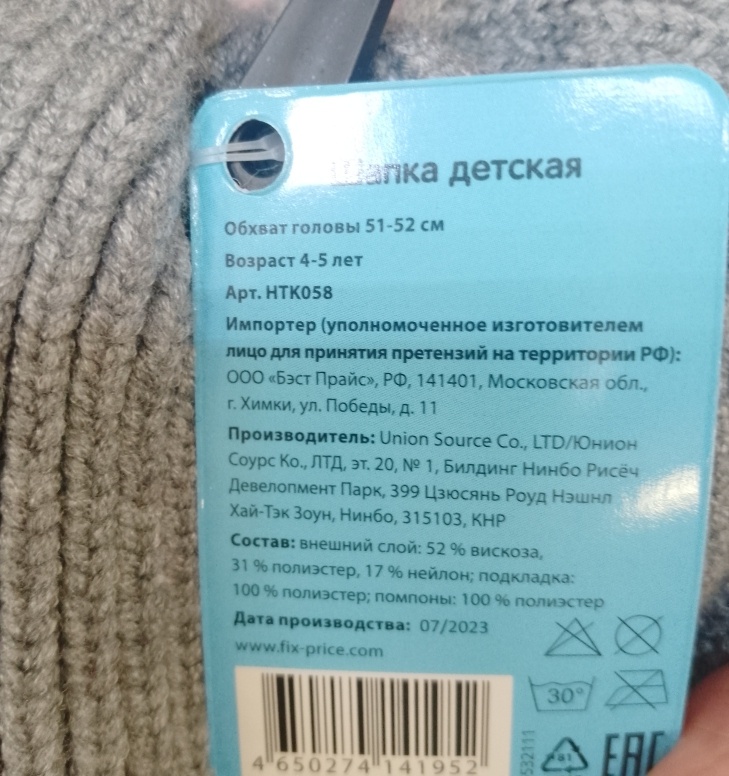 Шапка детская
Обхват головы 51-52 см
Возраст 4-5 лет
Арт. HTK058
Импортер (уполномоченное изготовителем
лицо для принятия претензий на территории РФ):
ООО «Бэст Прайс», РФ, 141401, Московская обл.,
г. Химки, ул. Победы, д. 11
Производитель: Union Source Co., LTD/Юнион
Соурс Ко., ЛТД, эт. 20, № 1, Билдинг Нинбо Рисёч
Девелопмент Парк, 399 Цзюсянь Роуд Нэшнл
Хай-Тэк Зоун, Нинбо, 315103, КНР
Состав: внешний слой: 52 % вискоза,
31 % полиэстер, 17 % нейлон; подкладка:
100 % полиэстер; помпоны: 100 % полиэстер
Дата производства: 07/2023
www.fix-price.com
30°
4 650274 141952
532111
81
EAC